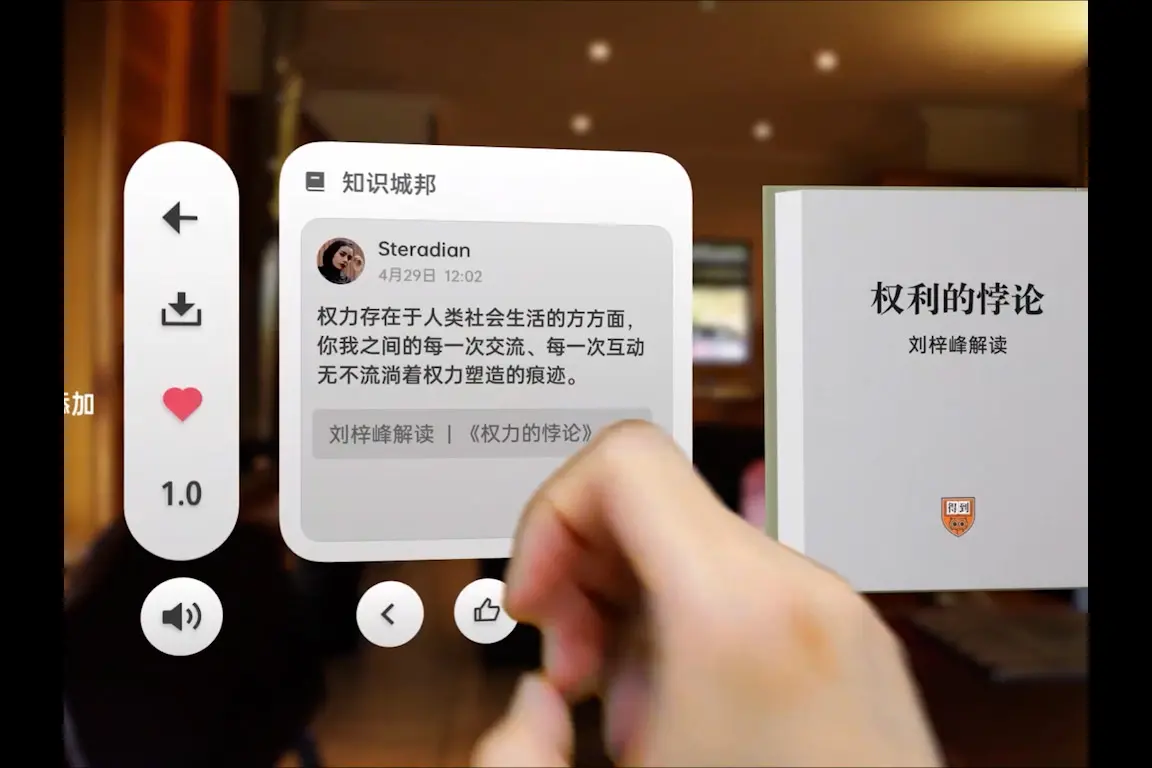 知识城邦
Steradian
4月29日 12:02
权力存在于人类社会生活的方方面，
你我之间的每一次交流、每一次互动
无不流淌着权力塑造的痕迹。
刘梓峰解读 | 《权力的悖论》
1.0
添加
权利的悖论
刘梓峰解读
得到